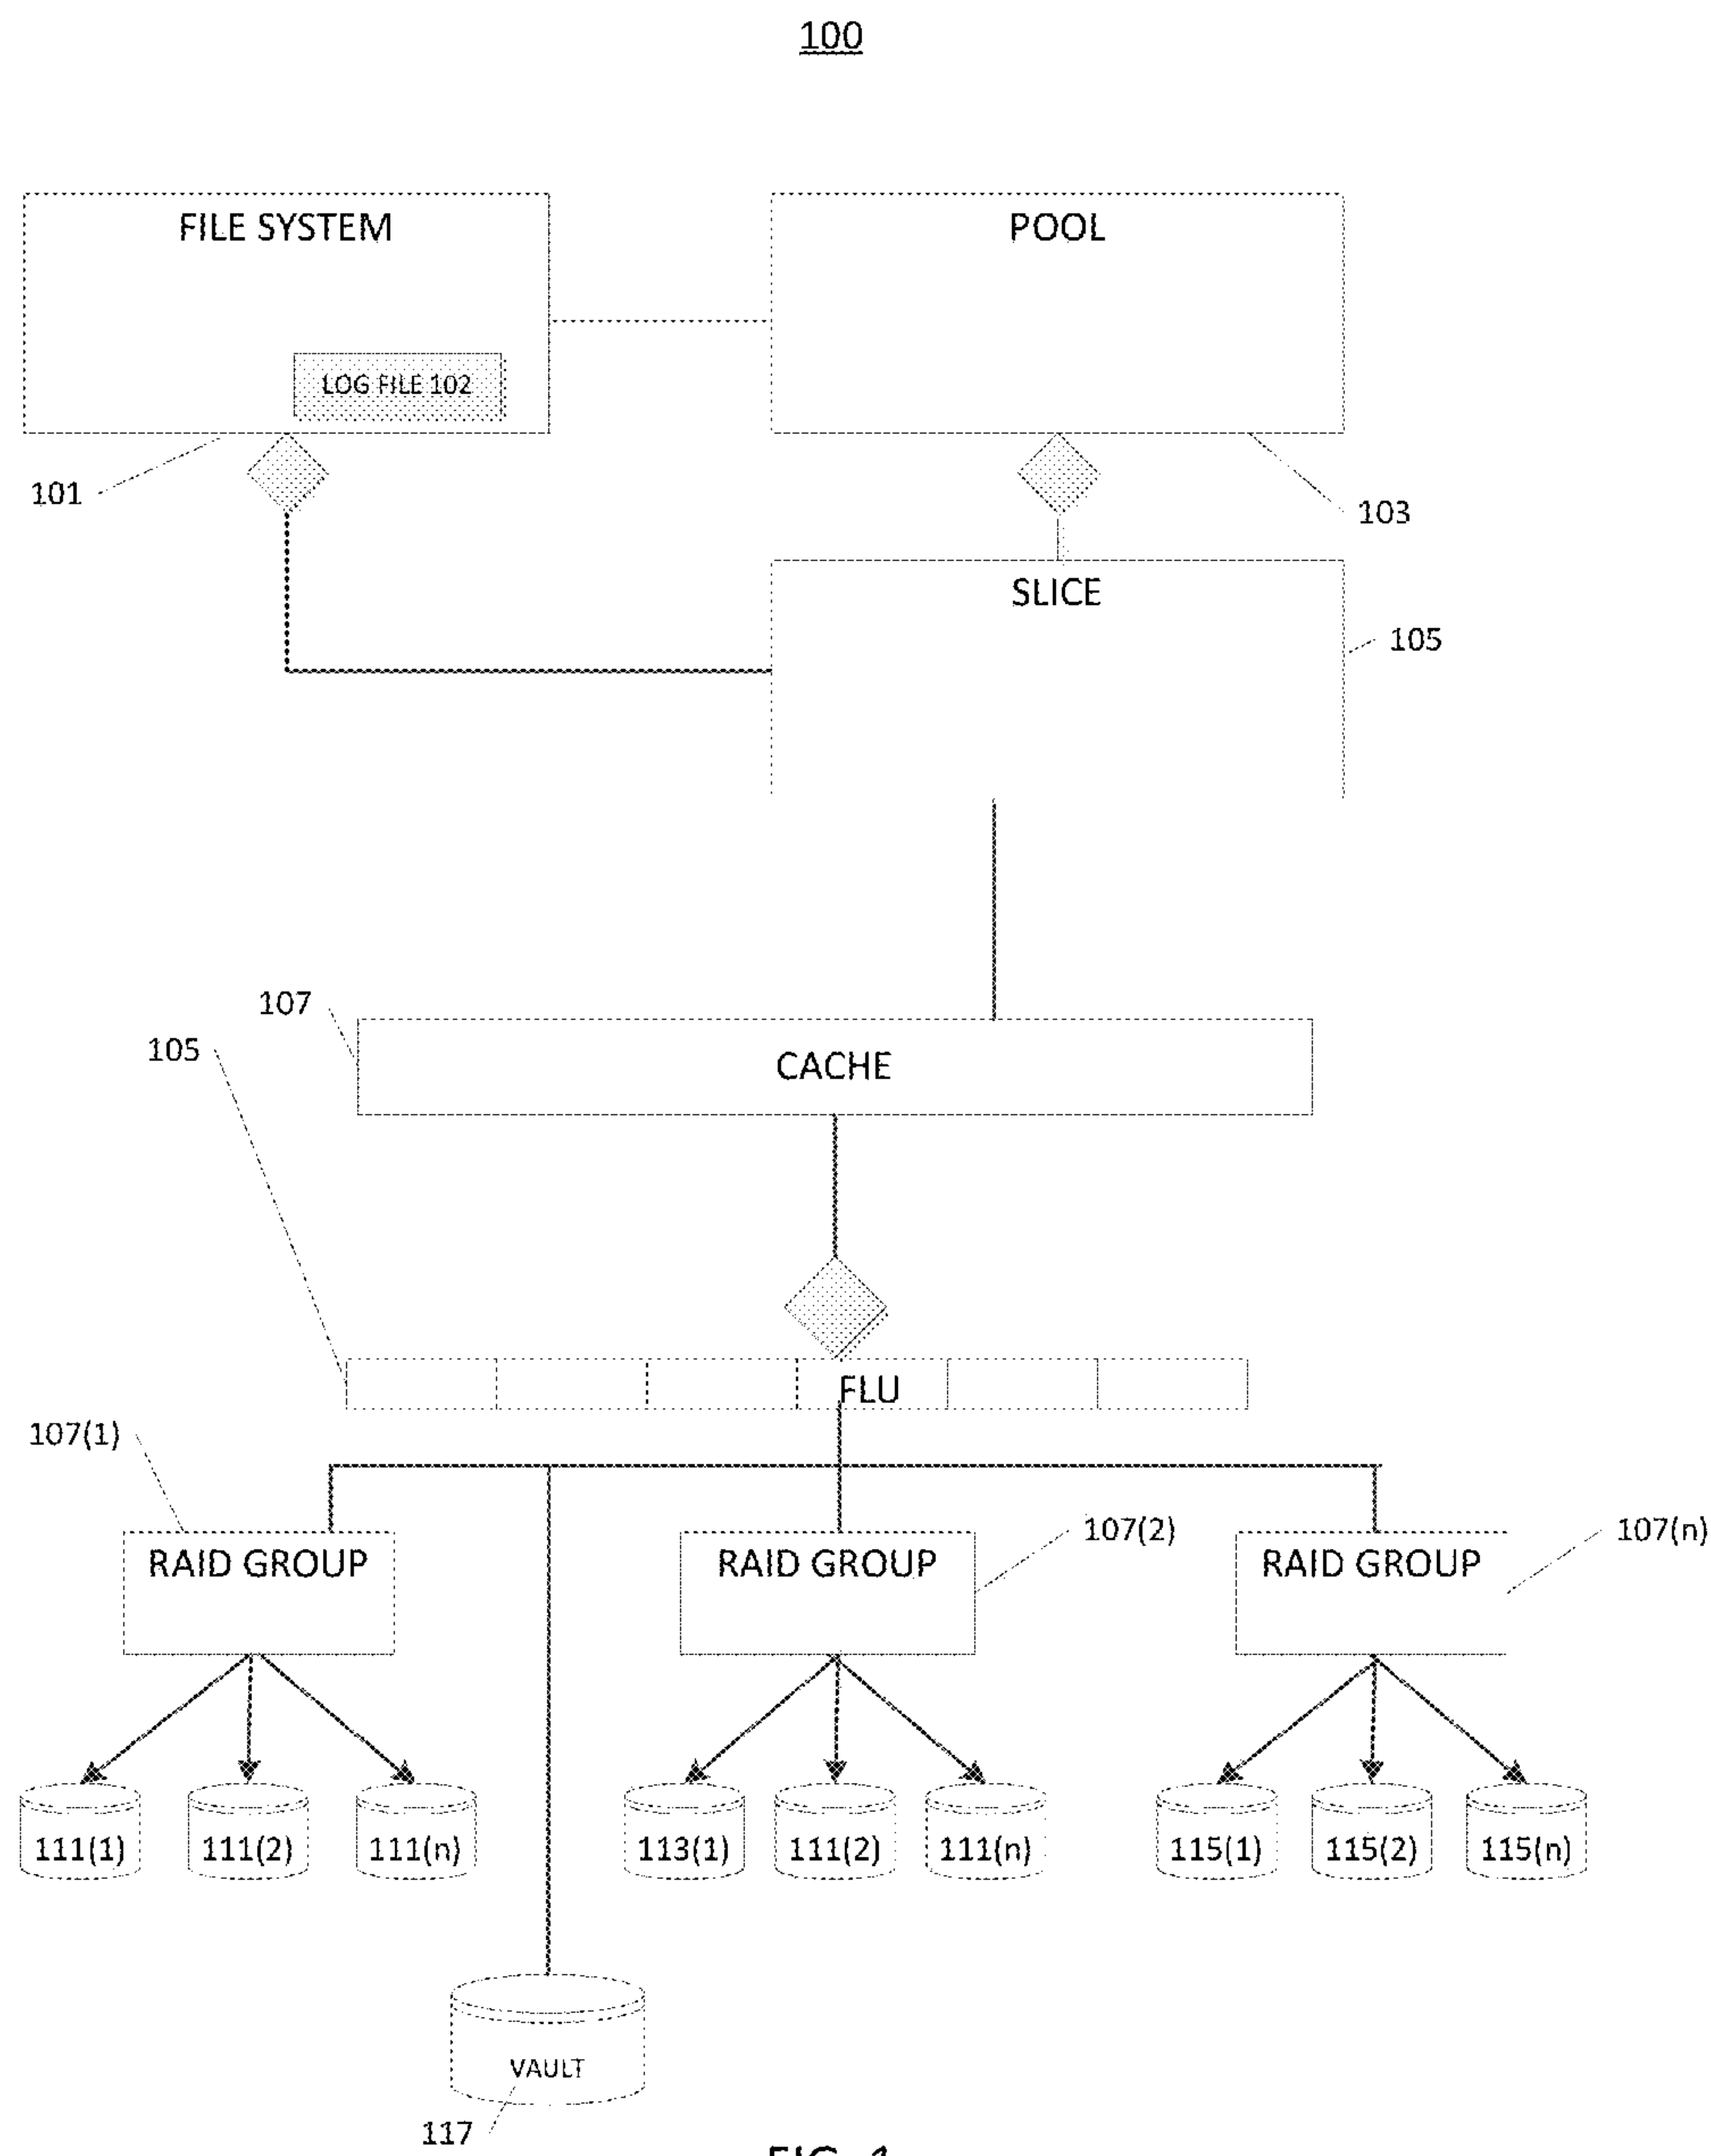 100
FILE SYSTEM
POOL
LOG FILE 102
101
103
SLICE
105
107
105
CACHE
FLU
107(1)
107(2)
107(n)
RAID GROUP
RAID GROUP
RAID GROUP
111(1)
111(2)
111(n)
113(1)
111(2)
111(n)
115(1)
115(2)
115(n)
VAULT
117
FIG. 1